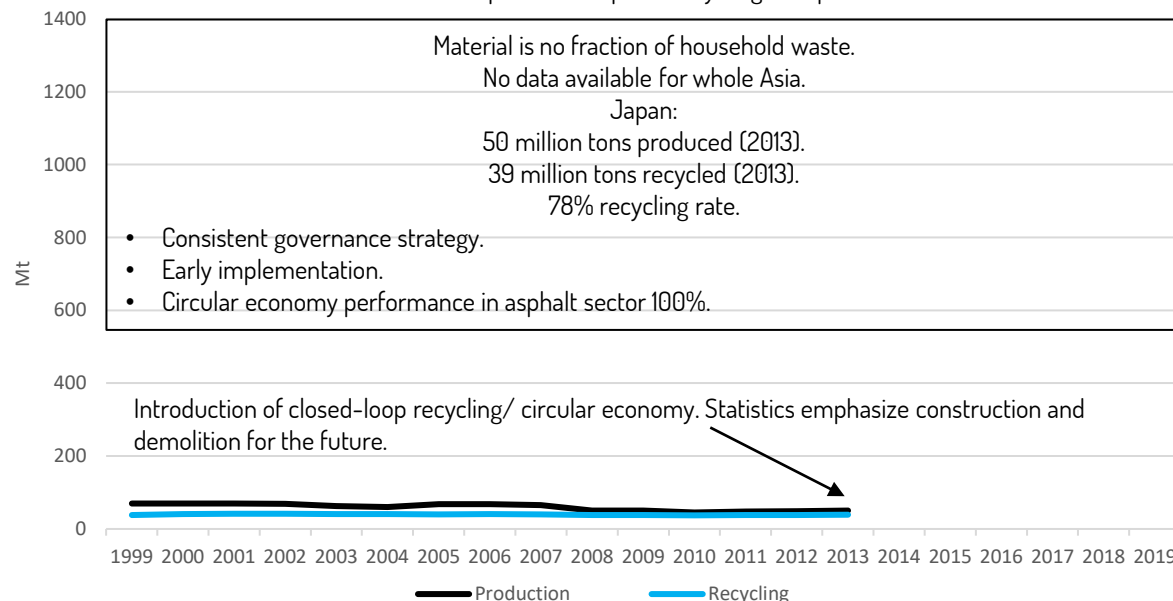 1400
Material is no fraction of household waste.
1200
No data available for whole Asia.
Japan:
50 million tons produced (2013).
1000
39 million tons recycled (2013).
78% recycling rate.
800
• Consistent governance strategy.
• Early implementation.
• Circular economy performance in asphalt sector 100%.
600
Mt
400
Introduction of closed-loop recycling/ circular economy. Statistics emphasize construction and
demolition for the future.
200
0
1999 2000 2001 2002 2003 2004 2005 2006 2007 2008 2009 2010 2011 2012 2013 2014 2015 2016 2017 2018 2019
Production Recycling